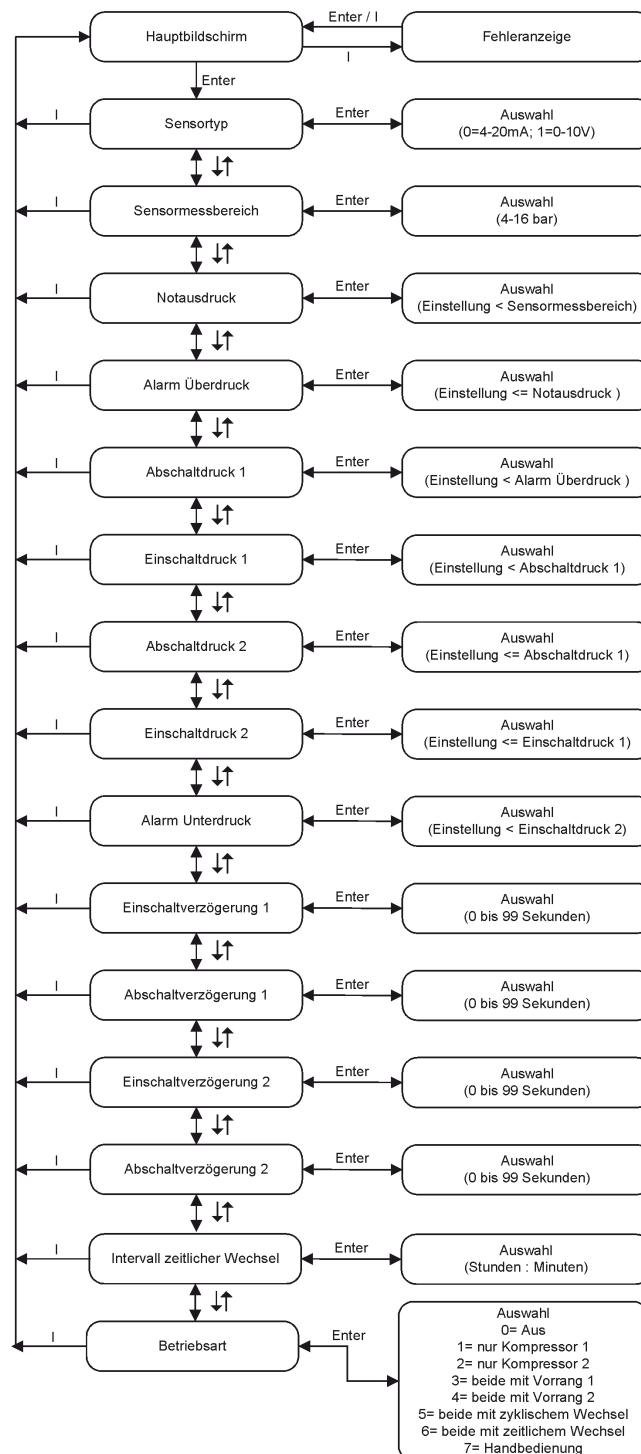 Hauptbildschirm
Enter / I
I
Fehleranzeige
Enter
I
Sensortyp
Enter
Auswahl
(0=4-20mA; 1=0-10V)
↓↑
I
Sensormessbereich
Enter
Auswahl
(4-16 bar)
↓↑
I
Notausdruck
Enter
Auswahl
(Einstellung < Sensormessbereich)
↓↑
I
Alarm Überdruck
Enter
Auswahl
(Einstellung <= Notausdruck )
↓↑
I
Abschaltdruck 1
Enter
Auswahl
(Einstellung < Alarm Überdruck )
↓↑
I
Einschaltdruck 1
Enter
Auswahl
(Einstellung < Abschaltdruck 1)
↓↑
I
Abschaltdruck 2
Enter
Auswahl
(Einstellung <= Abschaltdruck 1)
↓↑
I
Einschaltdruck 2
Enter
Auswahl
(Einstellung <= Einschaltdruck 1)
↓↑
I
Alarm Unterdruck
Enter
Auswahl
(Einstellung < Einschaltdruck 2)
↓↑
I
Einschaltverzögerung 1
Enter
Auswahl
(0 bis 99 Sekunden)
↓↑
I
Abschaltverzögerung 1
Enter
Auswahl
(0 bis 99 Sekunden)
↓↑
I
Einschaltverzögerung 2
Enter
Auswahl
(0 bis 99 Sekunden)
↓↑
I
Abschaltverzögerung 2
Enter
Auswahl
(0 bis 99 Sekunden)
↓↑
I
Intervall zeitlicher Wechsel
Enter
Auswahl
(Stunden : Minuten)
↓↑
I
Betriebsart
Enter
Auswahl
0= Aus
1= nur Kompressor 1
2= nur Kompressor 2
3= beide mit Vorrang 1
4= beide mit Vorrang 2
5= beide mit zyklischem Wechsel
6= beide mit zeitlichem Wechsel
7= Handbedienung